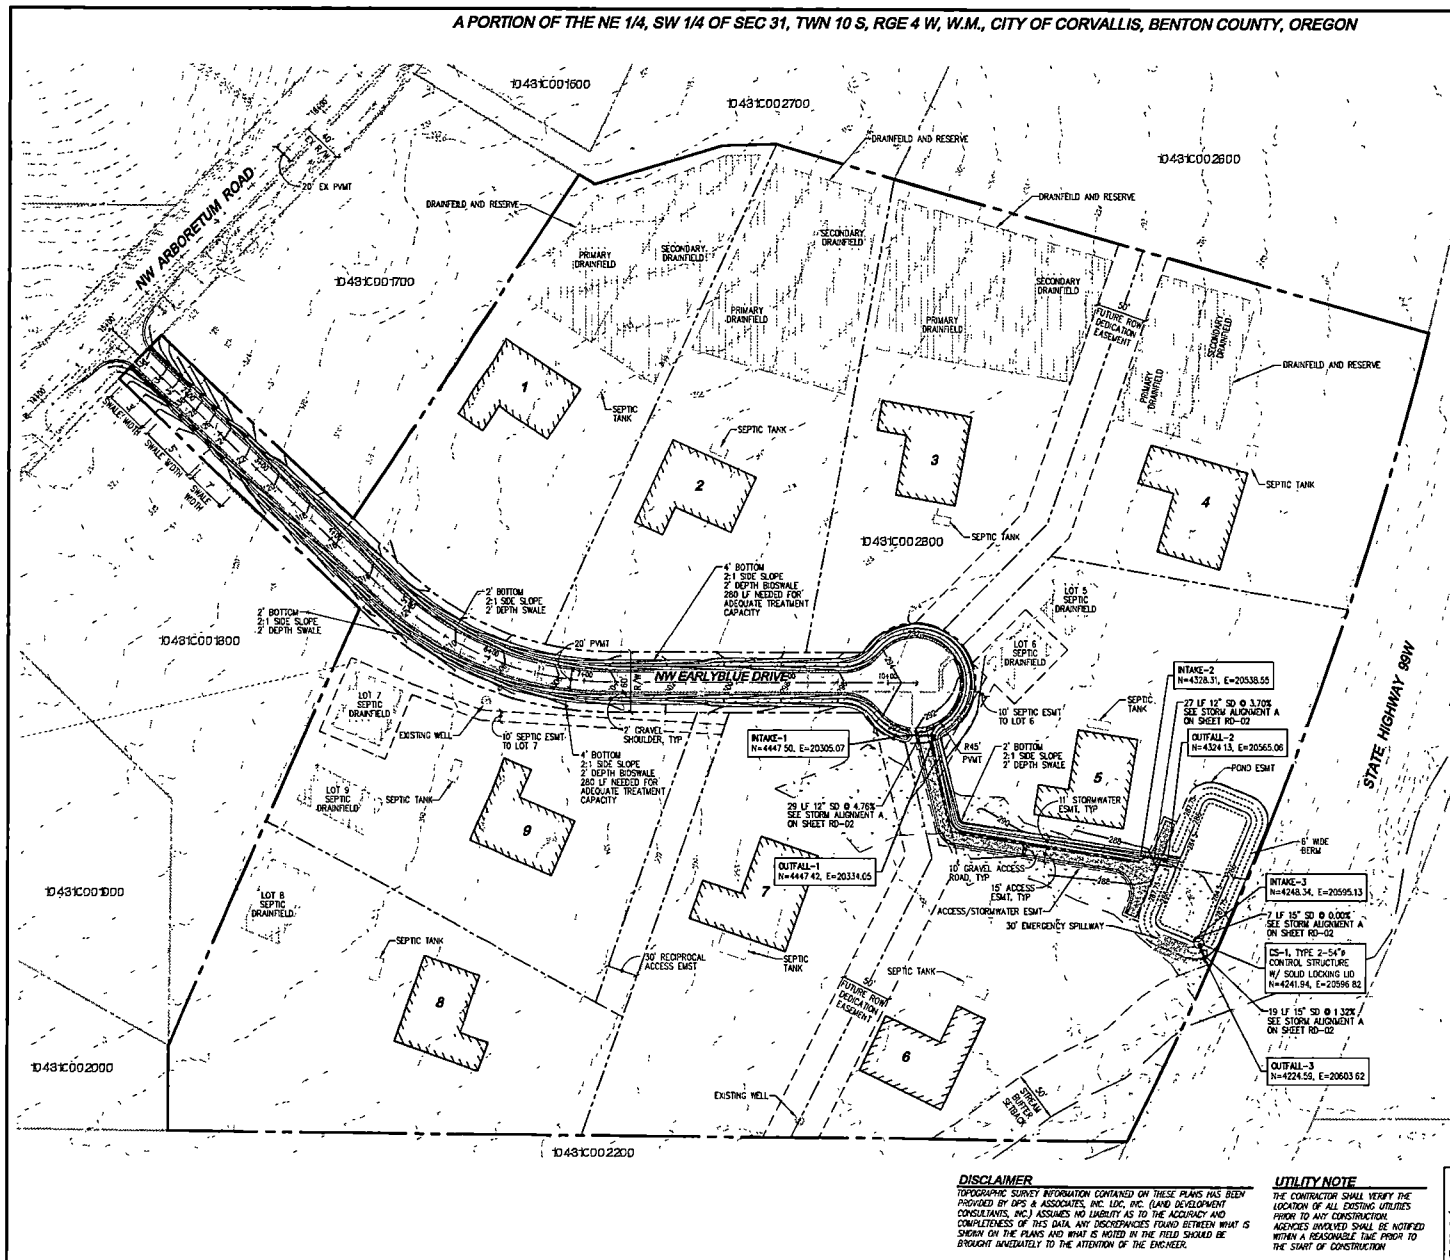 A PORTION OF THE NE 1/4, SW 1/4 OF SEC 31, TWN 10 S, RGE 4 W, W.M., CITY OF CORVALLIS, BENTON COUNTY, OREGON
10431C001600
10431C002700
10431C002600
DRAINFEILD AND RESERVE
NW ARBORETUM ROAD
20' EX PVMT
DRAINFEILD AND RESERVE
DRAINFEILD AND RESERVE
10431C001700
PRIMARY
DRAINFIELD
SECONDARY
DRAINFIELD
SECONDARY
DRAINFIELD
PRIMARY
DRAINFIELD
PRIMARY
DRAINFIELD
SECONDARY
DRAINFIELD
50'
FUTURE ROW
DEDICATION
EASEMENT
PRIMARY
DRAINFIELD
SECONDARY
DRAINFIELD
DRAINFEILD AND RESERVE
SWALE WIDTH
SWALE WIDTH
SWALE
WIDTH
1
SEPTIC
TANK
2
SEPTIC TANK
3
SEPTIC TANK
4
SEPTIC TANK
10431C002800
2' BOTTOM
2:1 SIDE SLOPE
2' DEPTH SWALE
2' BOTTOM
2:1 SIDE SLOPE
2' DEPTH SWALE
4' BOTTOM
2:1 SIDE SLOPE
2' DEPTH BIOSWALE
280 LF NEEDED FOR
ADEQUATE TREATMENT
CAPACITY
LOT 5
SEPTIC
DRAINFIELD
LOT 6
SEPTIC
DRAINFIELD
10431C001800
20' PVMT
NW EARLYBLUE DRIVE
60'
R/W
LOT 7
SEPTIC
DRAINFIELD
EXISTING WELL
10' SEPTIC ESMT
TO LOT 7
2' GRAVEL
SHOULDER, TYP
10' SEPTIC ESMT
TO LOT 6
4' BOTTOM
2:1 SIDE SLOPE
2' DEPTH BIOSWALE
280 LF NEEDED FOR
ADEQUATE TREATMENT
CAPACITY
INTAKE-1
N=4447.50, E=20305.07
R45'
PVMT
2' BOTTOM
2:1 SIDE SLOPE
2' DEPTH SWALE
INTAKE-2
N=4328.31, E=20538.55
27 LF 12" SD @ 3.70%
SEE STORM ALIGNMENT A
ON SHEET RD-02
OUTFALL-2
N=4324.13, E=20565.06
SEPTIC
TANK
POND ESMT
STATE HIGHWAY 99W
5
11' STORMWATER
ESMT, TYP
LOT 9
SEPTIC
DRAINFIELD
SEPTIC TANK
9
29 LF 12" SD @ 4.76%
SEE STORM ALIGNMENT A
ON SHEET RD-02
OUTFALL-1
N=4447.42, E=20334.05
6' WIDE
BERM
10' GRAVEL ACCESS
ROAD, TYP
15' ACCESS
ESMT, TYP
ACCESS/STORMWATER ESMT
30' EMERGENCY SPILLWAY
INTAKE-3
N=4248.34, E=20595.13
7 LF 15" SD @ 0.00%
SEE STORM ALIGNMENT A
ON SHEET RD-02
CS-1, TYPE 2-54"Ø
CONTROL STRUCTURE
W/ SOLID LOCKING LID
N=4241.94, E=20596.82
19 LF 15" SD @ 1.32%
SEE STORM ALIGNMENT A
ON SHEET RD-02
OUTFALL-3
N=4224.59, E=20603.62
10431C001900
LOT 8
SEPTIC
DRAINFIELD
7
SEPTIC
TANK
SEPTIC TANK
30' RECIPROCAL
ACCESS EMST
8
SEPTIC TANK
50'
FUTURE ROW
DEDICATION
EASEMENT
6
10431C002000
EXISTING WELL
50'
STREAM
BUFFER
SETBACK
10431C002200
DISCLAIMER
TOPOGRAPHIC SURVEY INFORMATION CONTAINED ON THESE PLANS HAS BEEN
PROVIDED BY DPS & ASSOCIATES, INC. LDC, INC. (LAND DEVELOPMENT
CONSULTANTS, INC.) ASSUMES NO LIABILITY AS TO THE ACCURACY AND
COMPLETENESS OF THIS DATA. ANY DISCREPANCIES FOUND BETWEEN WHAT IS
SHOWN ON THE PLANS AND WHAT IS NOTED IN THE FIELD SHOULD BE
BROUGHT IMMEDIATELY TO THE ATTENTION OF THE ENGINEER.
UTILITY NOTE
THE CONTRACTOR SHALL VERIFY THE
LOCATION OF ALL EXISTING UTILITIES
PRIOR TO ANY CONSTRUCTION.
AGENCIES INVOLVED SHALL BE NOTIFIED
WITHIN A REASONABLE TIME PRIOR TO
THE START OF CONSTRUCTION